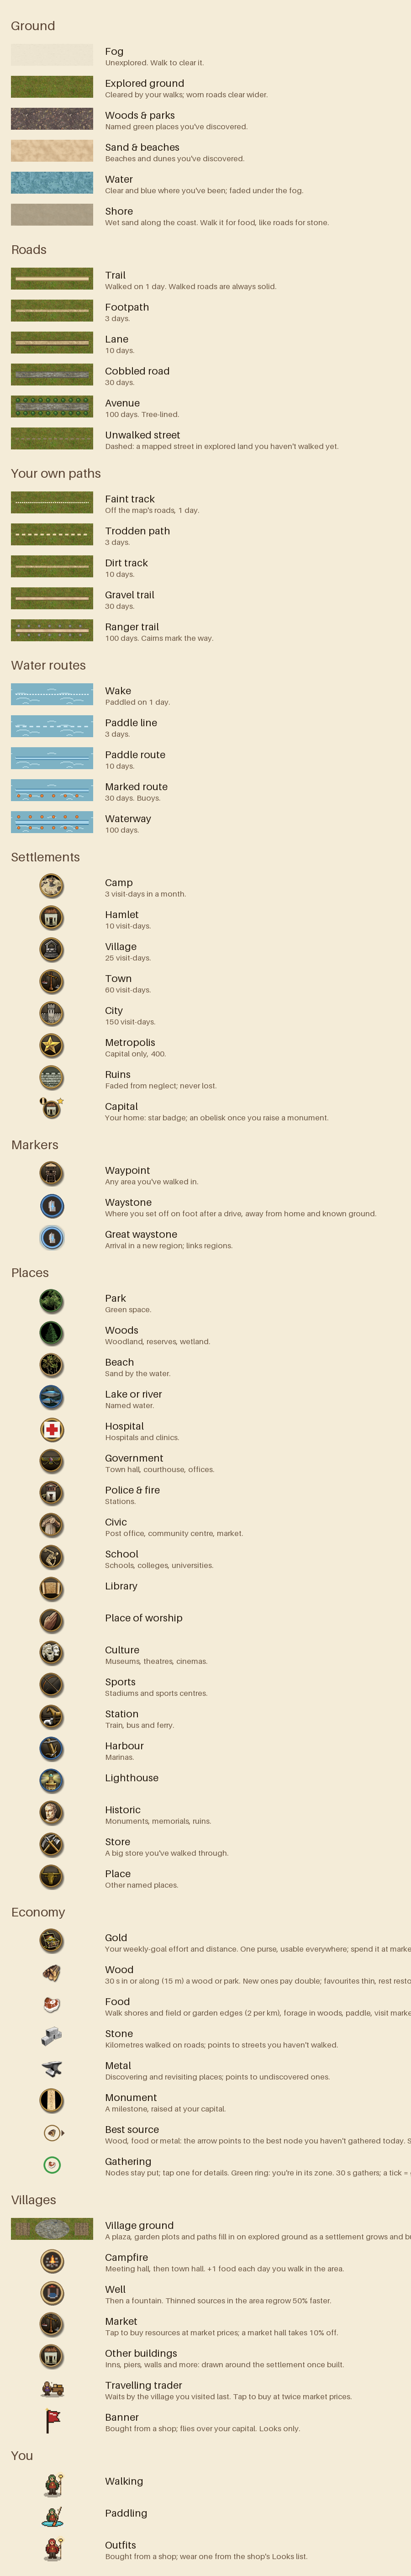 Ground
Fog
Unexplored. Walk to clear it.
Explored ground
Cleared by your walks; worn roads clear wider.
Woods & parks
Named green places you've discovered.
Sand & beaches
Beaches and dunes you've discovered.
Water
Clear and blue where you've been; faded under the fog.
Shore
Wet sand along the coast. Walk it for food, like roads for stone.
Roads
Trail
Walked on 1 day. Walked roads are always solid.
Footpath
3 days.
Lane
10 days.
Cobbled road
30 days.
Avenue
100 days. Tree-lined.
Unwalked street
Dashed: a mapped street in explored land you haven't walked yet.
Your own paths
Faint track
Off the map's roads, 1 day.
Trodden path
3 days.
Dirt track
10 days.
Gravel trail
30 days.
Ranger trail
100 days. Cairns mark the way.
Water routes
Wake
Paddled on 1 day.
Paddle line
3 days.
Paddle route
10 days.
Marked route
30 days. Buoys.
Waterway
100 days.
Settlements
Camp
3 visit-days in a month.
Hamlet
10 visit-days.
Village
25 visit-days.
Town
60 visit-days.
City
150 visit-days.
Metropolis
Capital only, 400.
Ruins
Faded from neglect; never lost.
Capital
Your home: star badge; an obelisk once you raise a monument.
Markers
Waypoint
Any area you've walked in.
Waystone
Where you set off on foot after a drive, away from home and known ground.
Great waystone
Arrival in a new region; links regions.
Places
Park
Green space.
Woods
Woodland, reserves, wetland.
Beach
Sand by the water.
Lake or river
Named water.
Hospital
Hospitals and clinics.
Government
Town hall, courthouse, offices.
Police & fire
Stations.
Civic
Post office, community centre, market.
School
Schools, colleges, universities.
Library
Place of worship
Culture
Museums, theatres, cinemas.
Sports
Stadiums and sports centres.
Station
Train, bus and ferry.
Harbour
Marinas.
Lighthouse
Historic
Monuments, memorials, ruins.
Store
A big store you've walked through.
Place
Other named places.
Economy
Gold
Your weekly-goal effort and distance. One purse, usable everywhere; spend it at
Wood
30 s in or along (15 m) a wood or park. New ones pay double; favourites thin, rest
Food
Walk shores and field or garden edges (2 per km), forage in woods, paddle, visit
Stone
Kilometres walked on roads; points to streets you haven't walked.
Metal
Discovering and revisiting places; points to undiscovered ones.
Monument
A milestone, raised at your capital.
Best source
Wood, food or metal: the arrow points to the best node you haven't gathered today.
Gathering
Nodes stay put; tap one for details. Green ring: you're in its zone. 30 s gathers; a tick =
Villages
Village ground
A plaza, garden plots and paths fill in on explored ground as a settlement grows and
Campfire
Meeting hall, then town hall. +1 food each day you walk in the area.
Well
Then a fountain. Thinned sources in the area regrow 50% faster.
Market
Tap to buy resources at market prices; a market hall takes 10% off.
Other buildings
Inns, piers, walls and more: drawn around the settlement once built.
Travelling trader
Waits by the village you visited last. Tap to buy at twice market prices.
Banner
Bought from a shop; flies over your capital. Looks only.
You
Walking
Paddling
Outfits
Bought from a shop; wear one from the shop's Looks list.